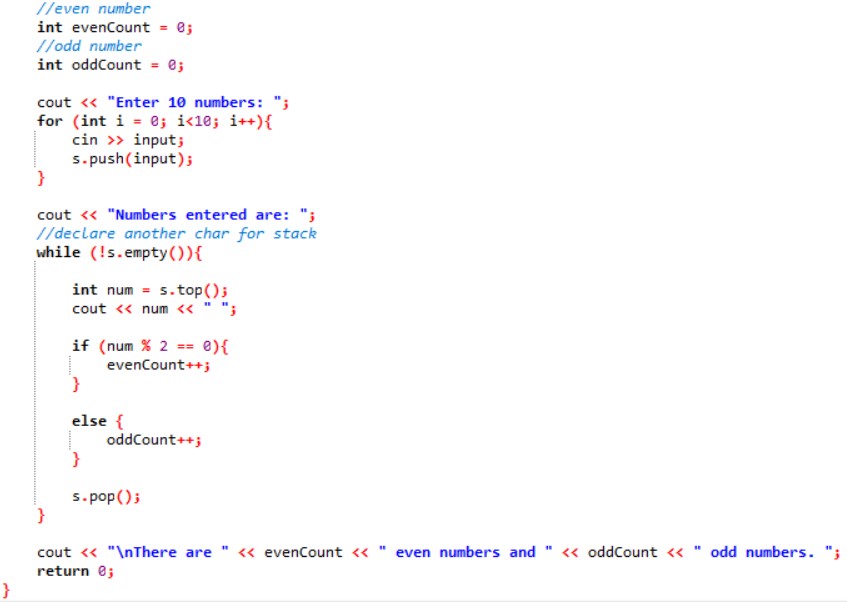 //even number
int evenCount = 0;
//odd number
int oddCount = 0;
cout << "Enter 10 numbers: ";
for (int i = 0; i<10; i++){
cin >> input;
s.push(input);
}
cout << "Numbers entered are: ";
//declare another char for stack
while (!s.empty()){
int num = s.top();
cout << num << " ";
if (num % 2 == 0){
evenCount++;
}
else {
oddCount++;
}
s.pop();
}
cout << "\nThere are " << evenCount << " even numbers and " << oddCount << " odd numbers. ";
return 0;
}